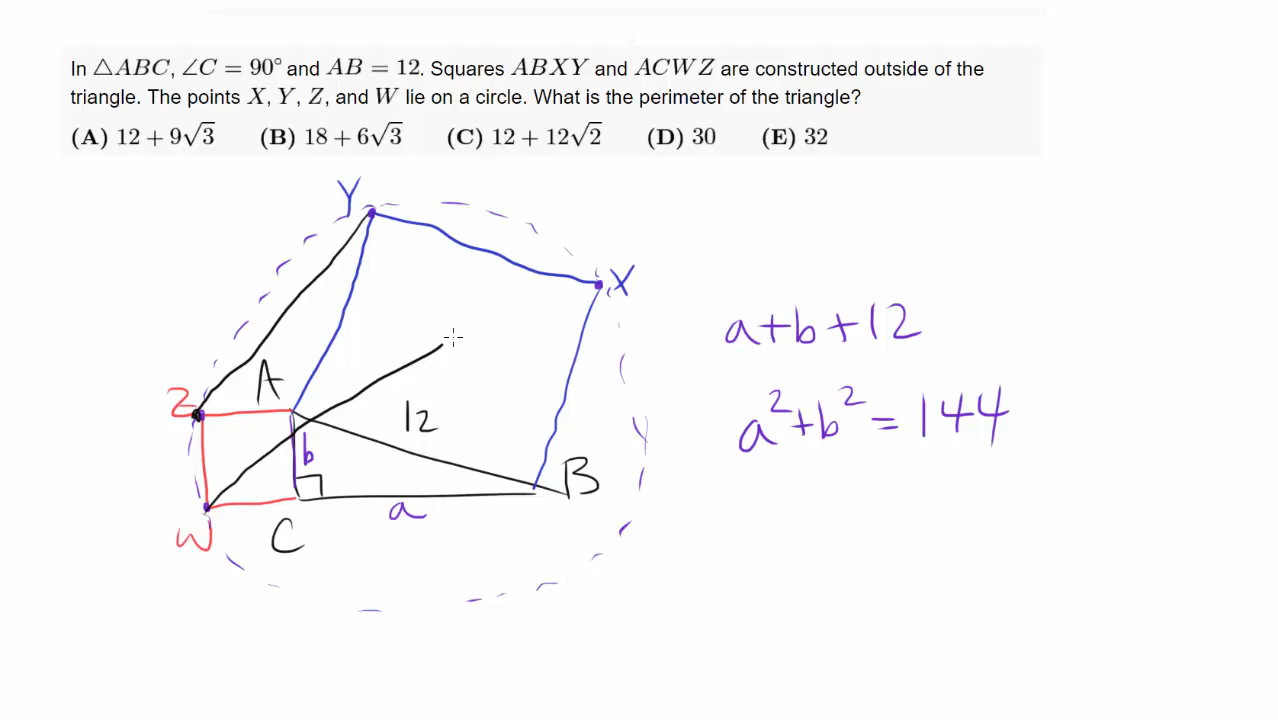 In △ABC, ∠C = 90° and AB = 12. Squares ABXY and ACWZ are constructed outside of the
triangle. The points X, Y, Z, and W lie on a circle. What is the perimeter of the triangle?
(A) 12 + 9√3 (B) 18 + 6√3 (C) 12 + 12√2 (D) 30 (E) 32
Y
X
a+b+12
A
Z
12
a²+b² = 144
b
B
a
W
C